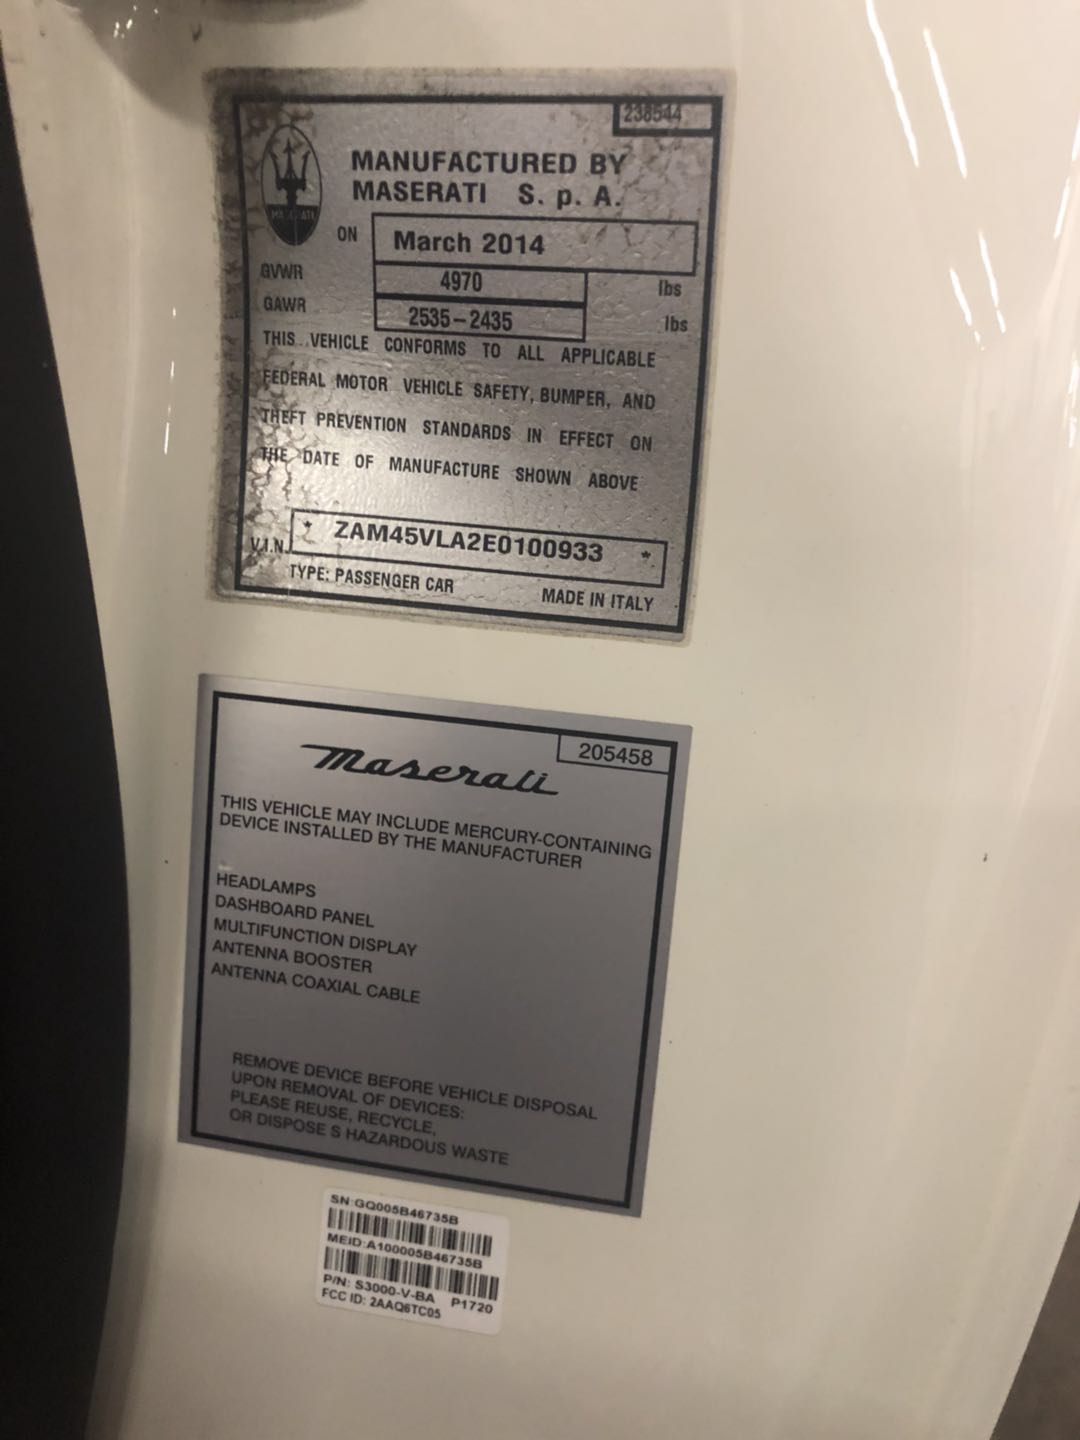 238544
MASERATI
MANUFACTURED BY
MASERATI S. p. A.
ON March 2014
GVWR 4970 lbs
GAWR 2535-2435 lbs
THIS VEHICLE CONFORMS TO ALL APPLICABLE
FEDERAL MOTOR VEHICLE SAFETY, BUMPER, AND
THEFT PREVENTION STANDARDS IN EFFECT ON
THE DATE OF MANUFACTURE SHOWN ABOVE
V.I.N. * ZAM45VLA2E0100933 *
TYPE: PASSENGER CAR MADE IN ITALY
205458
Maserati
THIS VEHICLE MAY INCLUDE MERCURY-CONTAINING
DEVICE INSTALLED BY THE MANUFACTURER
HEADLAMPS
DASHBOARD PANEL
MULTIFUNCTION DISPLAY
ANTENNA BOOSTER
ANTENNA COAXIAL CABLE
REMOVE DEVICE BEFORE VEHICLE DISPOSAL
UPON REMOVAL OF DEVICES:
PLEASE REUSE, RECYCLE,
OR DISPOSE S HAZARDOUS WASTE
SN:GQ005B46735B
MEID:A100005B46735B
P/N: S3000-V-BA P1720
FCC ID: 2AAQ6TC05